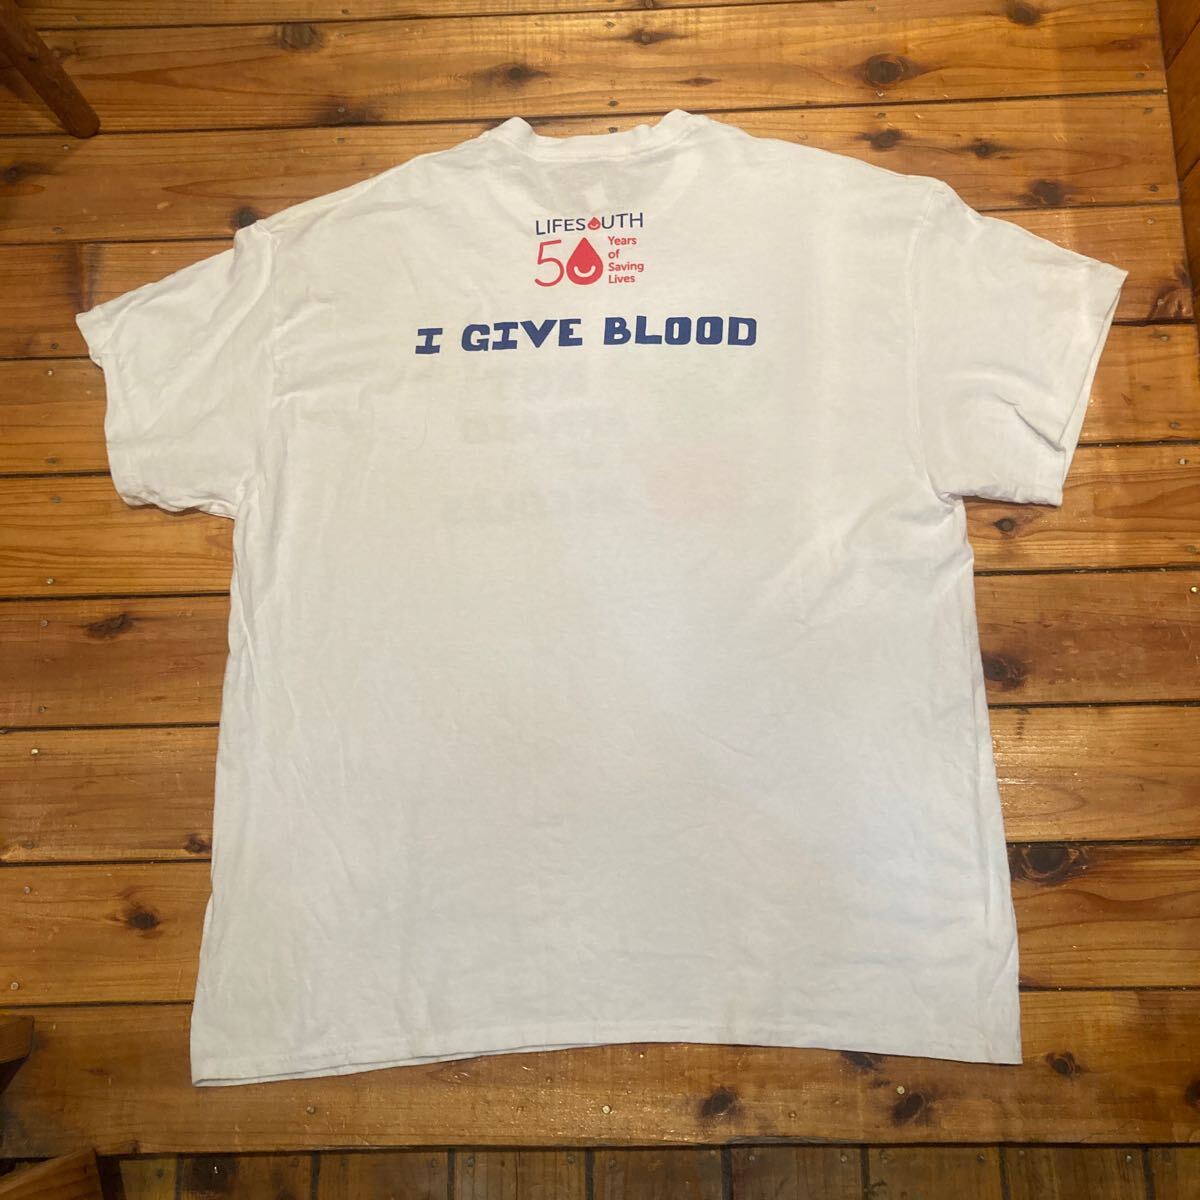 LIFESOUTH
50 Years
of
Saving
Lives
I GIVE BLOOD